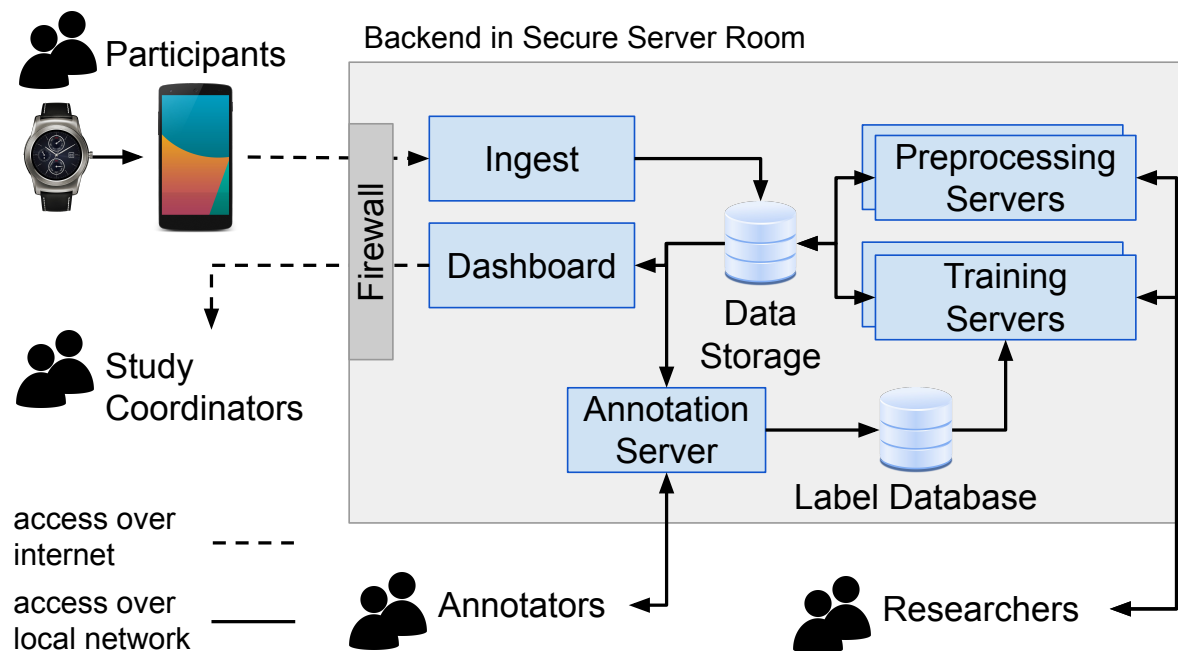 Participants
Backend in Secure Server Room
Firewall
Ingest
Dashboard
Preprocessing
Servers
Training
Servers
Data
Storage
Study
Coordinators
Annotation
Server
Label Database
access over
internet
access over
local network
Annotators
Researchers